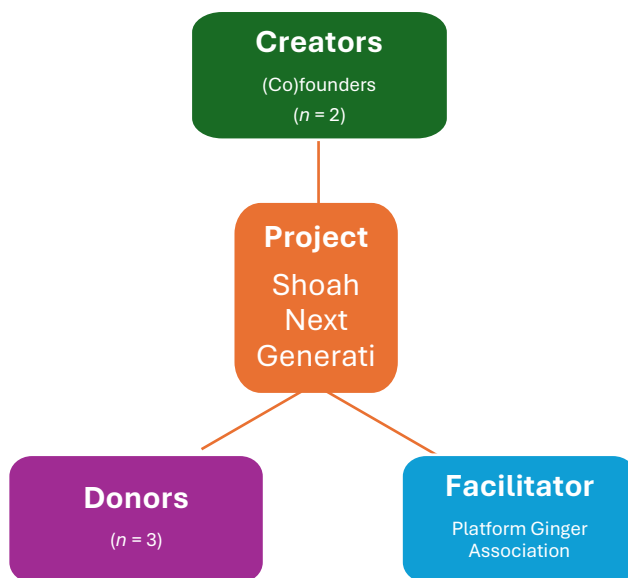 Creators
(Co)founders
(n = 2)
Project
Shoah
Next
Generati
Donors
(n = 3)
Facilitator
Platform Ginger
Association